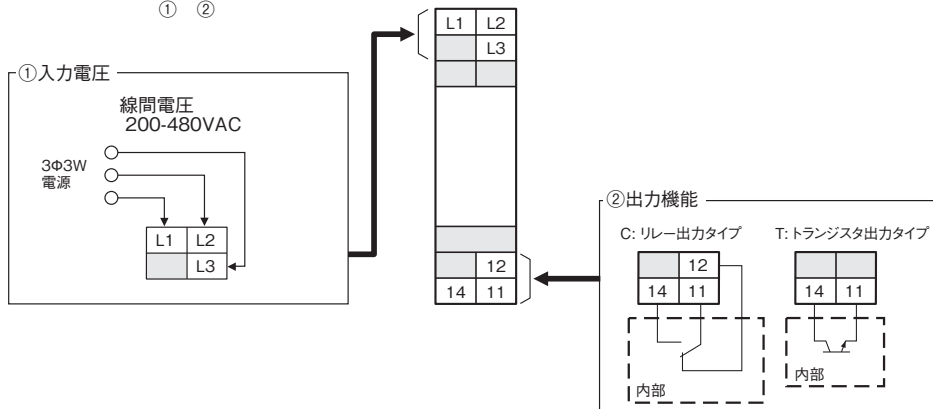 ① ②
L1 L2
L3
①入力電圧
線間電圧
200-480VAC
3Φ3W
電源
L1 L2
L3
12
14 11
②出力機能
C: リレー出力タイプ
T: トランジスタ出力タイプ
12
14 11
14 11
内部
内部